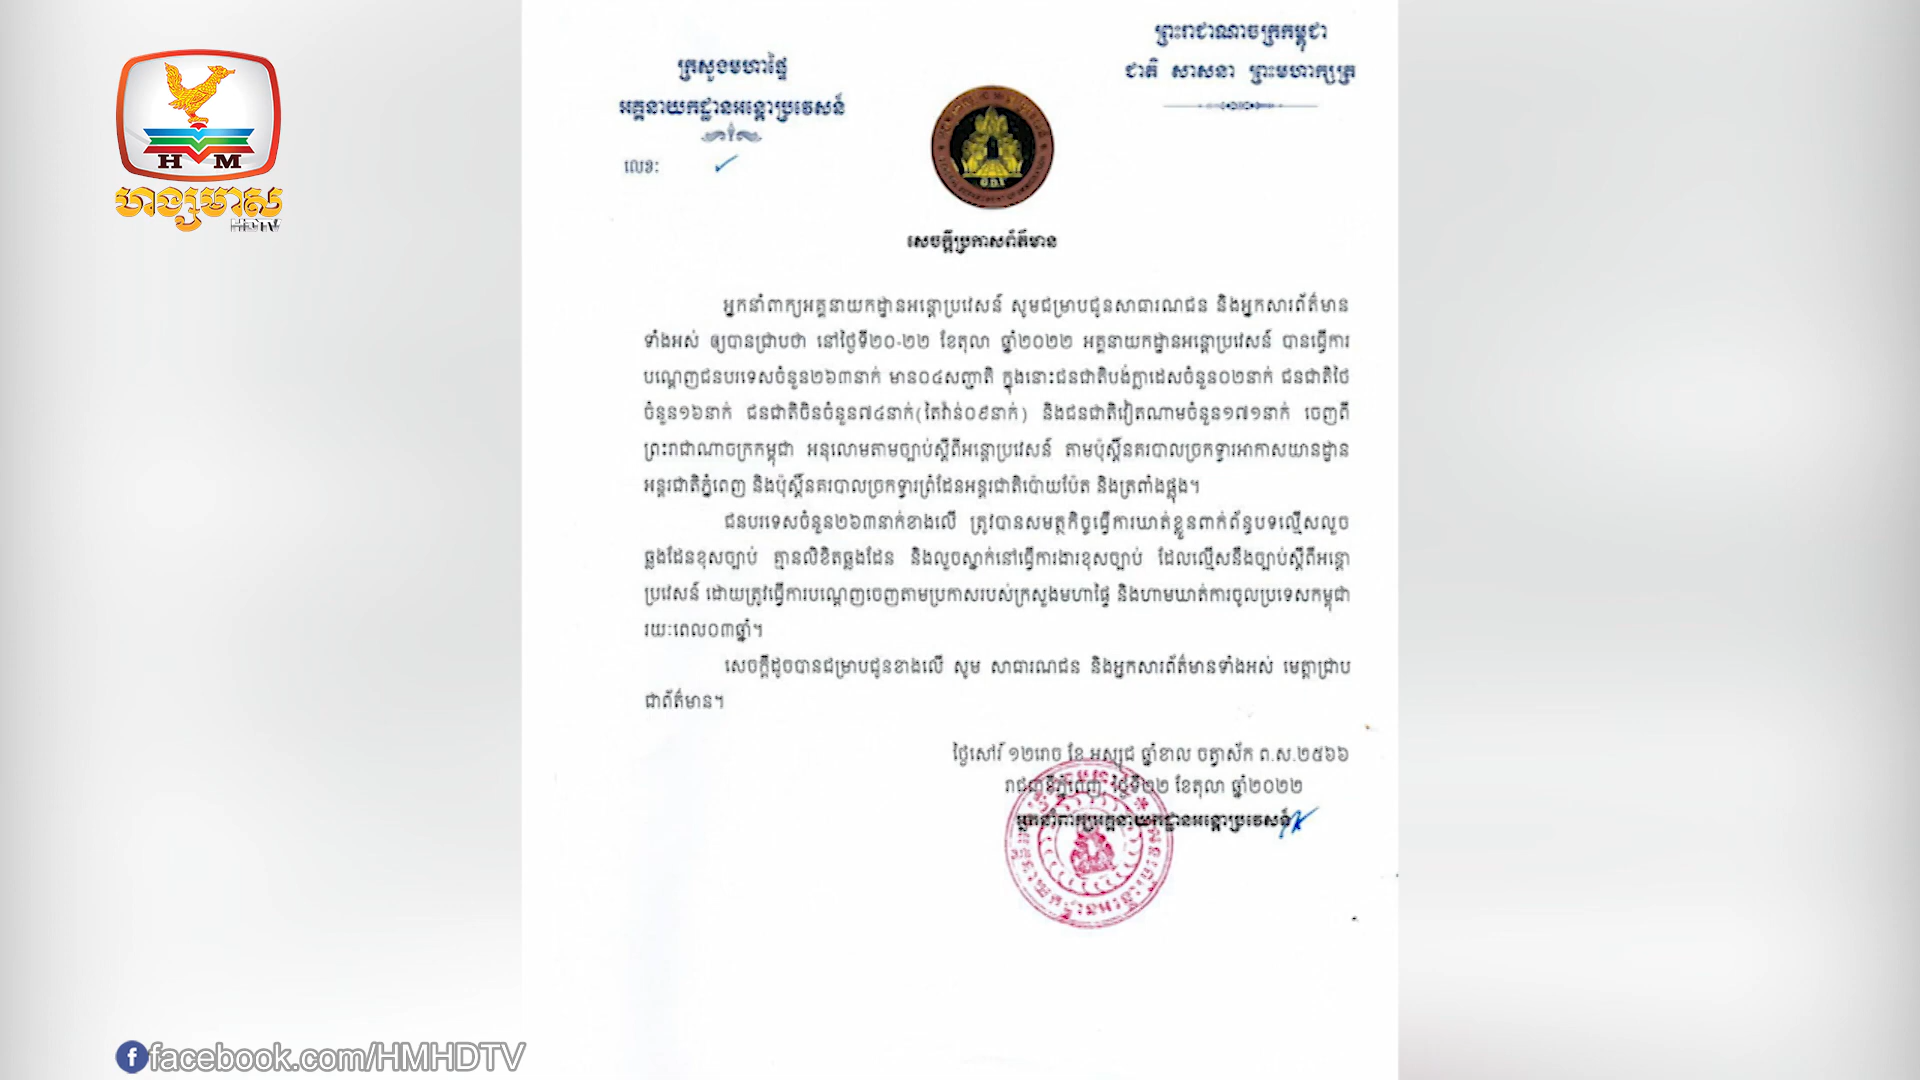 ព្រះរាជាណាចក្រកម្ពុជា
ជាតិ សាសនា ព្រះមហាក្សត្រ
ក្រសួងមហាផ្ទៃ
អគ្គនាយកដ្ឋានអន្តោប្រវេសន៍
លេខ:
H M
ហង្សមាស
HDTV
សេចក្តីប្រកាសព័ត៌មាន
អ្នកនាំពាក្យអគ្គនាយកដ្ឋានអន្តោប្រវេសន៍ សូមជម្រាបជូនសាធារណជន និងអ្នកសារព័ត៌មាន
ទាំងអស់ ឲ្យបានជ្រាបថា នៅថ្ងៃទី២០-២២ ខែតុលា ឆ្នាំ២០២២ អគ្គនាយកដ្ឋានអន្តោប្រវេសន៍ បានធ្វើការ
បណ្តេញជនបរទេសចំនួន២៦៣នាក់ មាន០៤សញ្ជាតិ ក្នុងនោះជនជាតិបង់ក្លាដេសចំនួន០២នាក់ ជនជាតិថៃ
ចំនួន១៦នាក់ ជនជាតិចិនចំនួន៧៤នាក់(តៃវ៉ាន់០៩នាក់) និងជនជាតិវៀតណាមចំនួន១៧១នាក់ ចេញពី
ព្រះរាជាណាចក្រកម្ពុជា អនុលោមតាមច្បាប់ស្តីពីអន្តោប្រវេសន៍ តាមប៉ុស្តិ៍នគរបាលច្រកទ្វារអាកាសយានដ្ឋាន
អន្តរជាតិភ្នំពេញ និងប៉ុស្តិ៍នគរបាលច្រកទ្វារព្រំដែនអន្តរជាតិប៉ោយប៉ែត និងត្រពាំងផ្លុង។
ជនបរទេសចំនួន២៦៣នាក់ខាងលើ ត្រូវបានសមត្ថកិច្ចធ្វើការឃាត់ខ្លួនពាក់ព័ន្ធបទល្មើសលួច
ឆ្លងដែនខុសច្បាប់ គ្មានលិខិតឆ្លងដែន និងលួចស្នាក់នៅធ្វើការងារខុសច្បាប់ ដែលល្មើសនឹងច្បាប់ស្តីពីអន្តោ
ប្រវេសន៍ ដោយត្រូវធ្វើការបណ្តេញចេញតាមប្រកាសរបស់ក្រសួងមហាផ្ទៃ និងហាមឃាត់ការចូលប្រទេសកម្ពុជា
រយៈពេល០៣ឆ្នាំ។
សេចក្តីដូចបានជម្រាបជូនខាងលើ សូម សាធារណជន និងអ្នកសារព័ត៌មានទាំងអស់ មេត្តាជ្រាប
ជាព័ត៌មាន។
ថ្ងៃសៅរ៍ ១២រោច ខែ អស្សុជ ឆ្នាំខាល ចត្វាស័ក ព.ស.២៥៦៦
រាជធានីភ្នំពេញ, ថ្ងៃទី២២ ខែតុលា ឆ្នាំ២០២២
អ្នកនាំពាក្យអគ្គនាយកដ្ឋានអន្តោប្រវេសន៍
facebook.com/HMHDTV